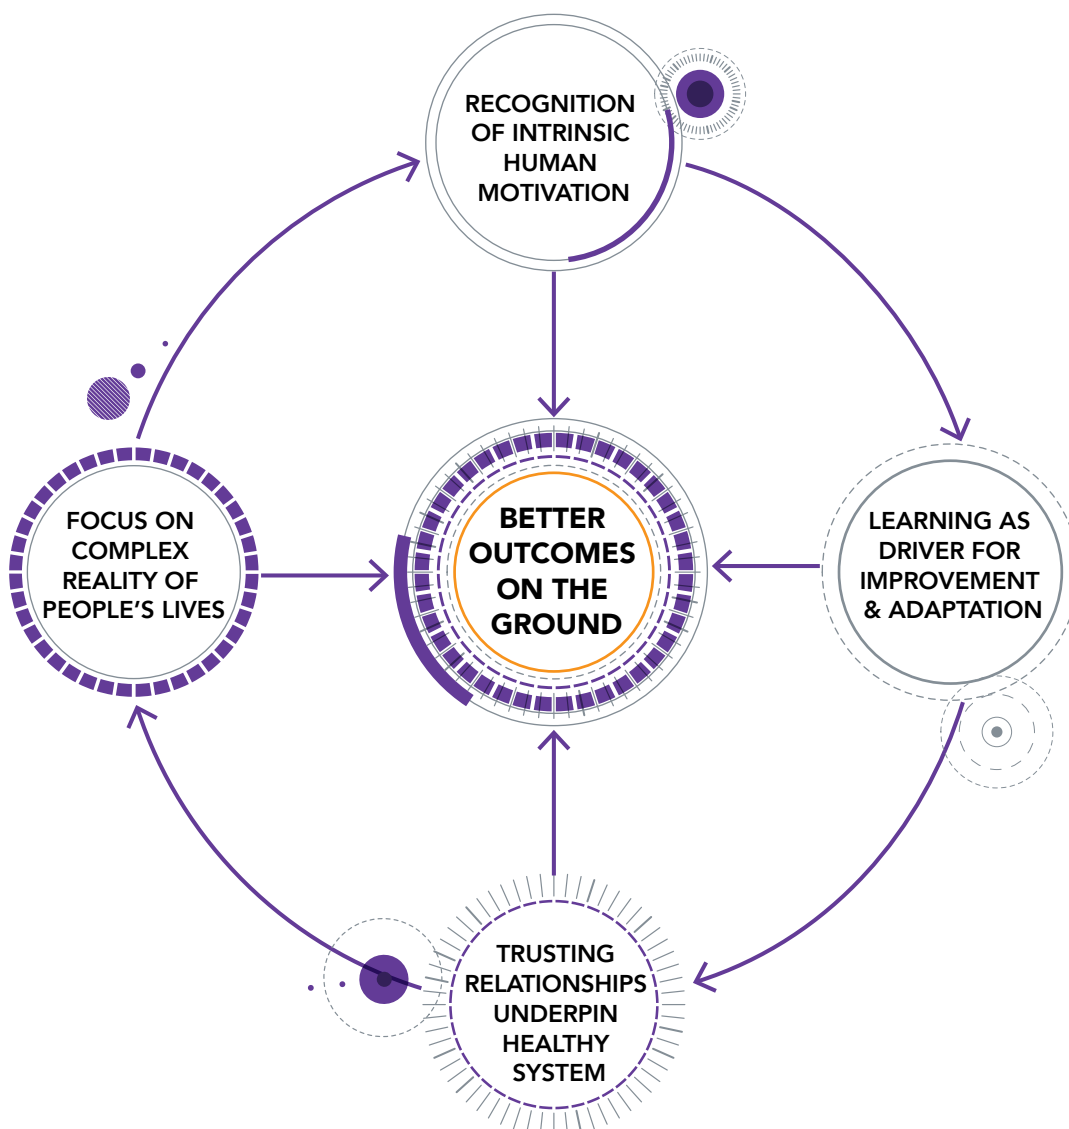 RECOGNITION
OF INTRINSIC
HUMAN
MOTIVATION
FOCUS ON
COMPLEX
REALITY OF
PEOPLE'S LIVES
BETTER
OUTCOMES
ON THE
GROUND
LEARNING AS
DRIVER FOR
IMPROVEMENT
& ADAPTATION
TRUSTING
RELATIONSHIPS
UNDERPIN
HEALTHY
SYSTEM